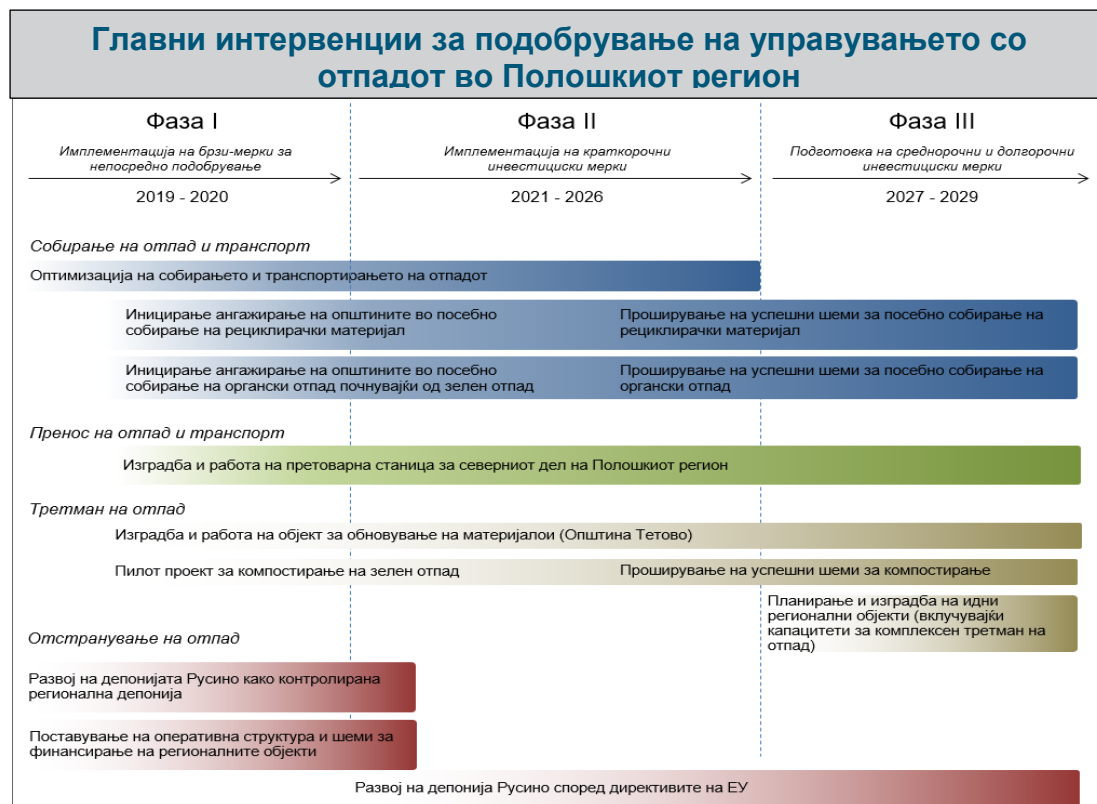 Главни интервенции за подобрување на управувањето со
отпадот во Полошкиот регион
Фаза I
Имплементација на брзи-мерки за
непосредно подобрување
2019 - 2020
Фаза II
Имплементација на краткорочни
инвестициски мерки
2021 - 2026
Фаза III
Подготовка на среднорочни и долгорочни
инвестициски мерки
2027 - 2029
Собирање на отпад и транспорт
Оптимизација на собирањето и транспортирањето на отпадот
Иницирање ангажирање на општините во посебно
собирање на рециклирачки материјал
Проширување на успешни шеми за посебно собирање на
рециклирачки материјал
Иницирање ангажирање на општините во посебно
собирање на органски отпад почнувајќи од зелен отпад
Проширување на успешни шеми за посебно собирање на
органски отпад
Пренос на отпад и транспорт
Изградба и работа на претоварна станица за северниот дел на Полошкиот регион
Третман на отпад
Изградба и работа на објект за обновување на материјалои (Општина Тетово)
Пилот проект за компостирање на зелен отпад
Проширување на успешни шеми за компостирање
Планирање и изградба на идни
регионални објекти (вклучувајќи
капацитети за комплексен третман на
отпад)
Отстранување на отпад
Развој на депонијата Русино како контролирана
регионална депонија
Поставување на оперативна структура и шеми за
финансирање на регионалните објекти
Развој на депонија Русино според директивите на ЕУ